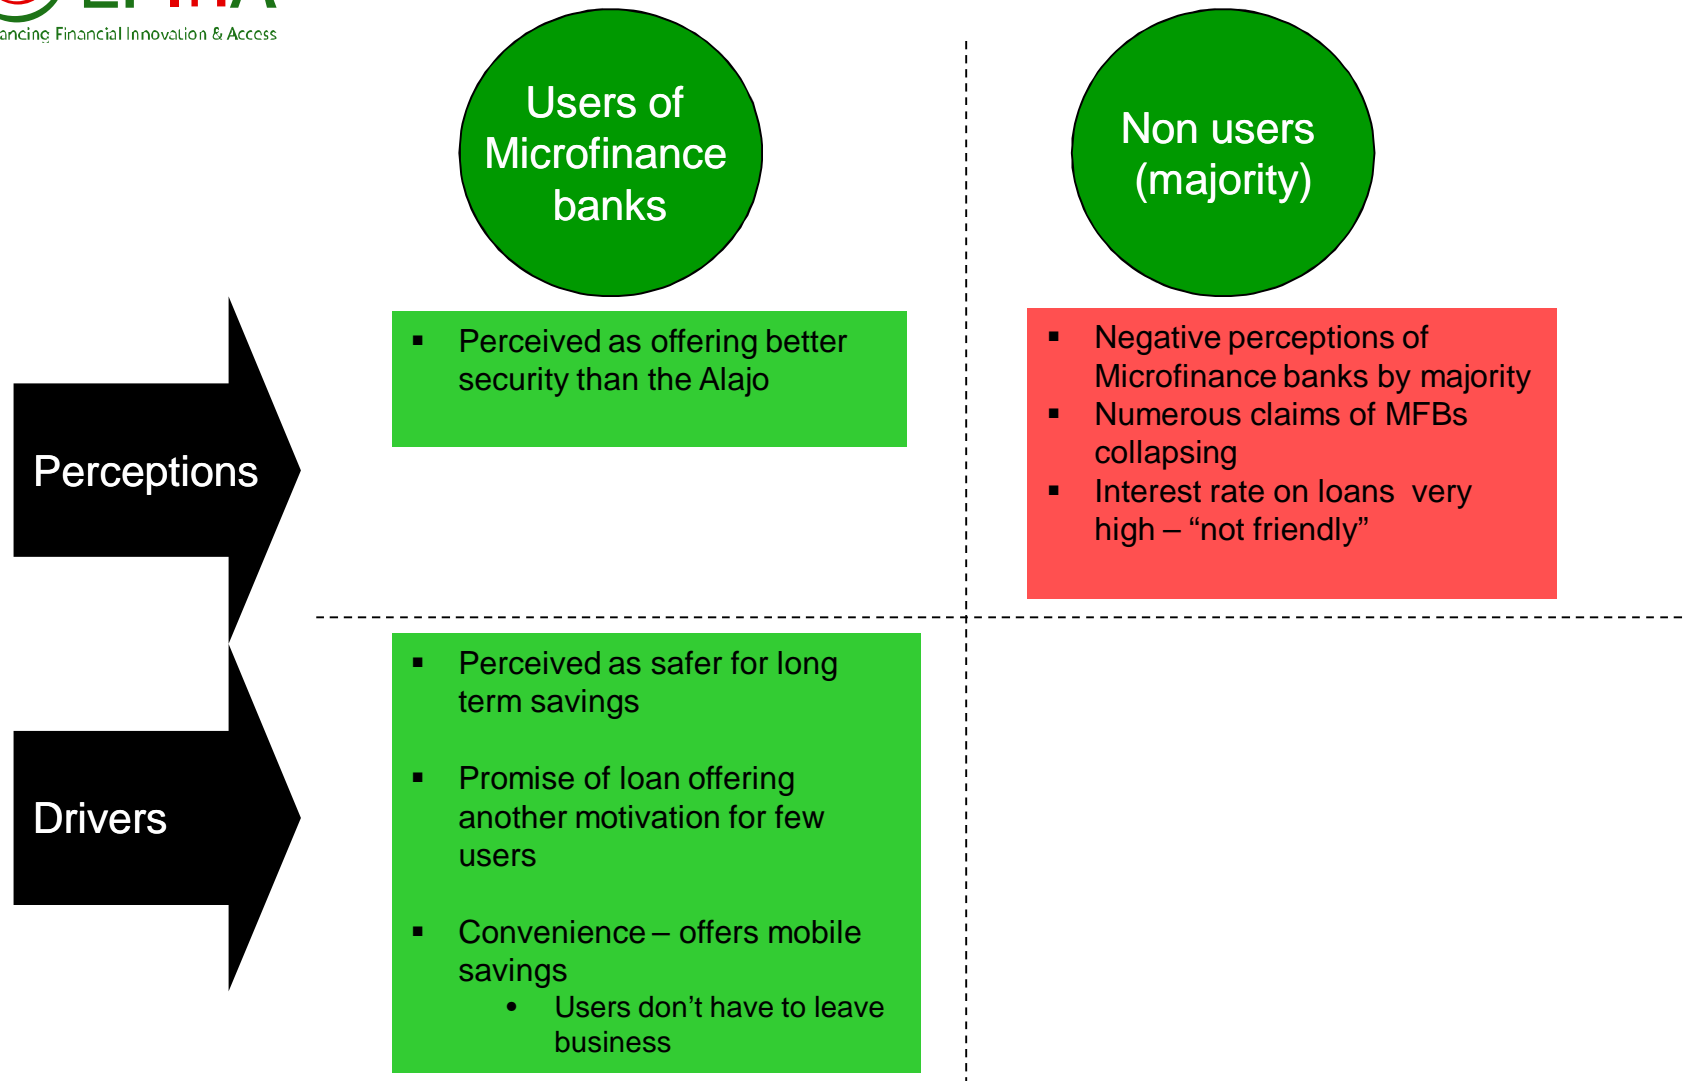 Financial Innovation & Access
Users of
Microfinance
banks
Non users
(majority)
Perceptions
▪ Perceived as offering better
security than the Alajo
▪ Negative perceptions of
Microfinance banks by majority
▪ Numerous claims of MFBs
collapsing
▪ Interest rate on loans very
high – “not friendly”
Drivers
▪ Perceived as safer for long
term savings
▪ Promise of loan offering
another motivation for few
users
▪ Convenience – offers mobile
savings
• Users don’t have to leave
business